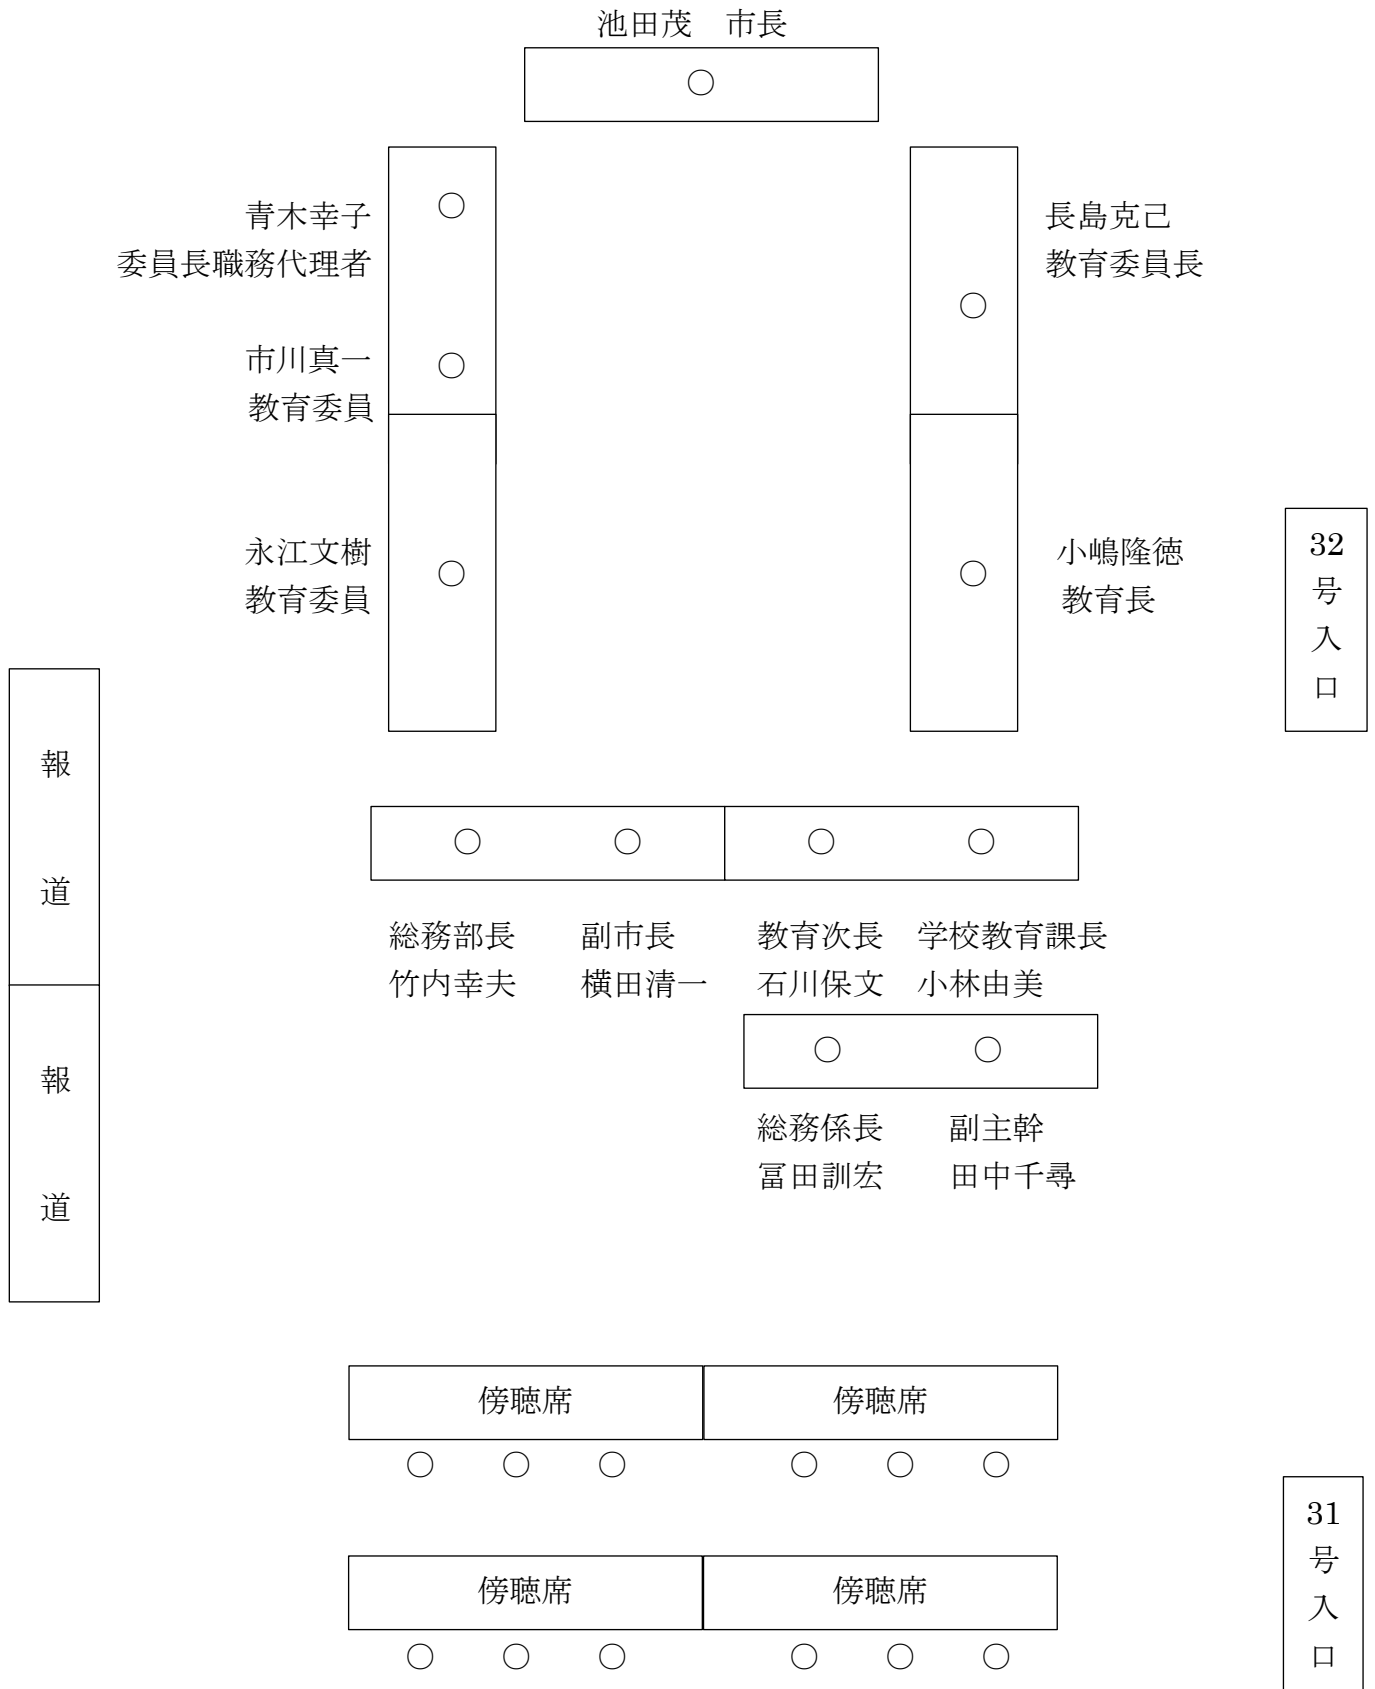 池田茂　市長
○
青木幸子
委員長職務代理者
○
長島克己
教育委員長
○
市川真一
教育委員
○
永江文樹
教育委員
○
小嶋隆徳
教育長
○
32
号
入
口
報
道
報
道
○ ○ ○ ○
総務部長 副市長 教育次長 学校教育課長
竹内幸夫 横田清一 石川保文 小林由美
○ ○
総務係長 副主幹
冨田訓宏 田中千尋
傍聴席 傍聴席
○ ○ ○ ○ ○ ○
傍聴席 傍聴席
○ ○ ○ ○ ○ ○
31
号
入
口